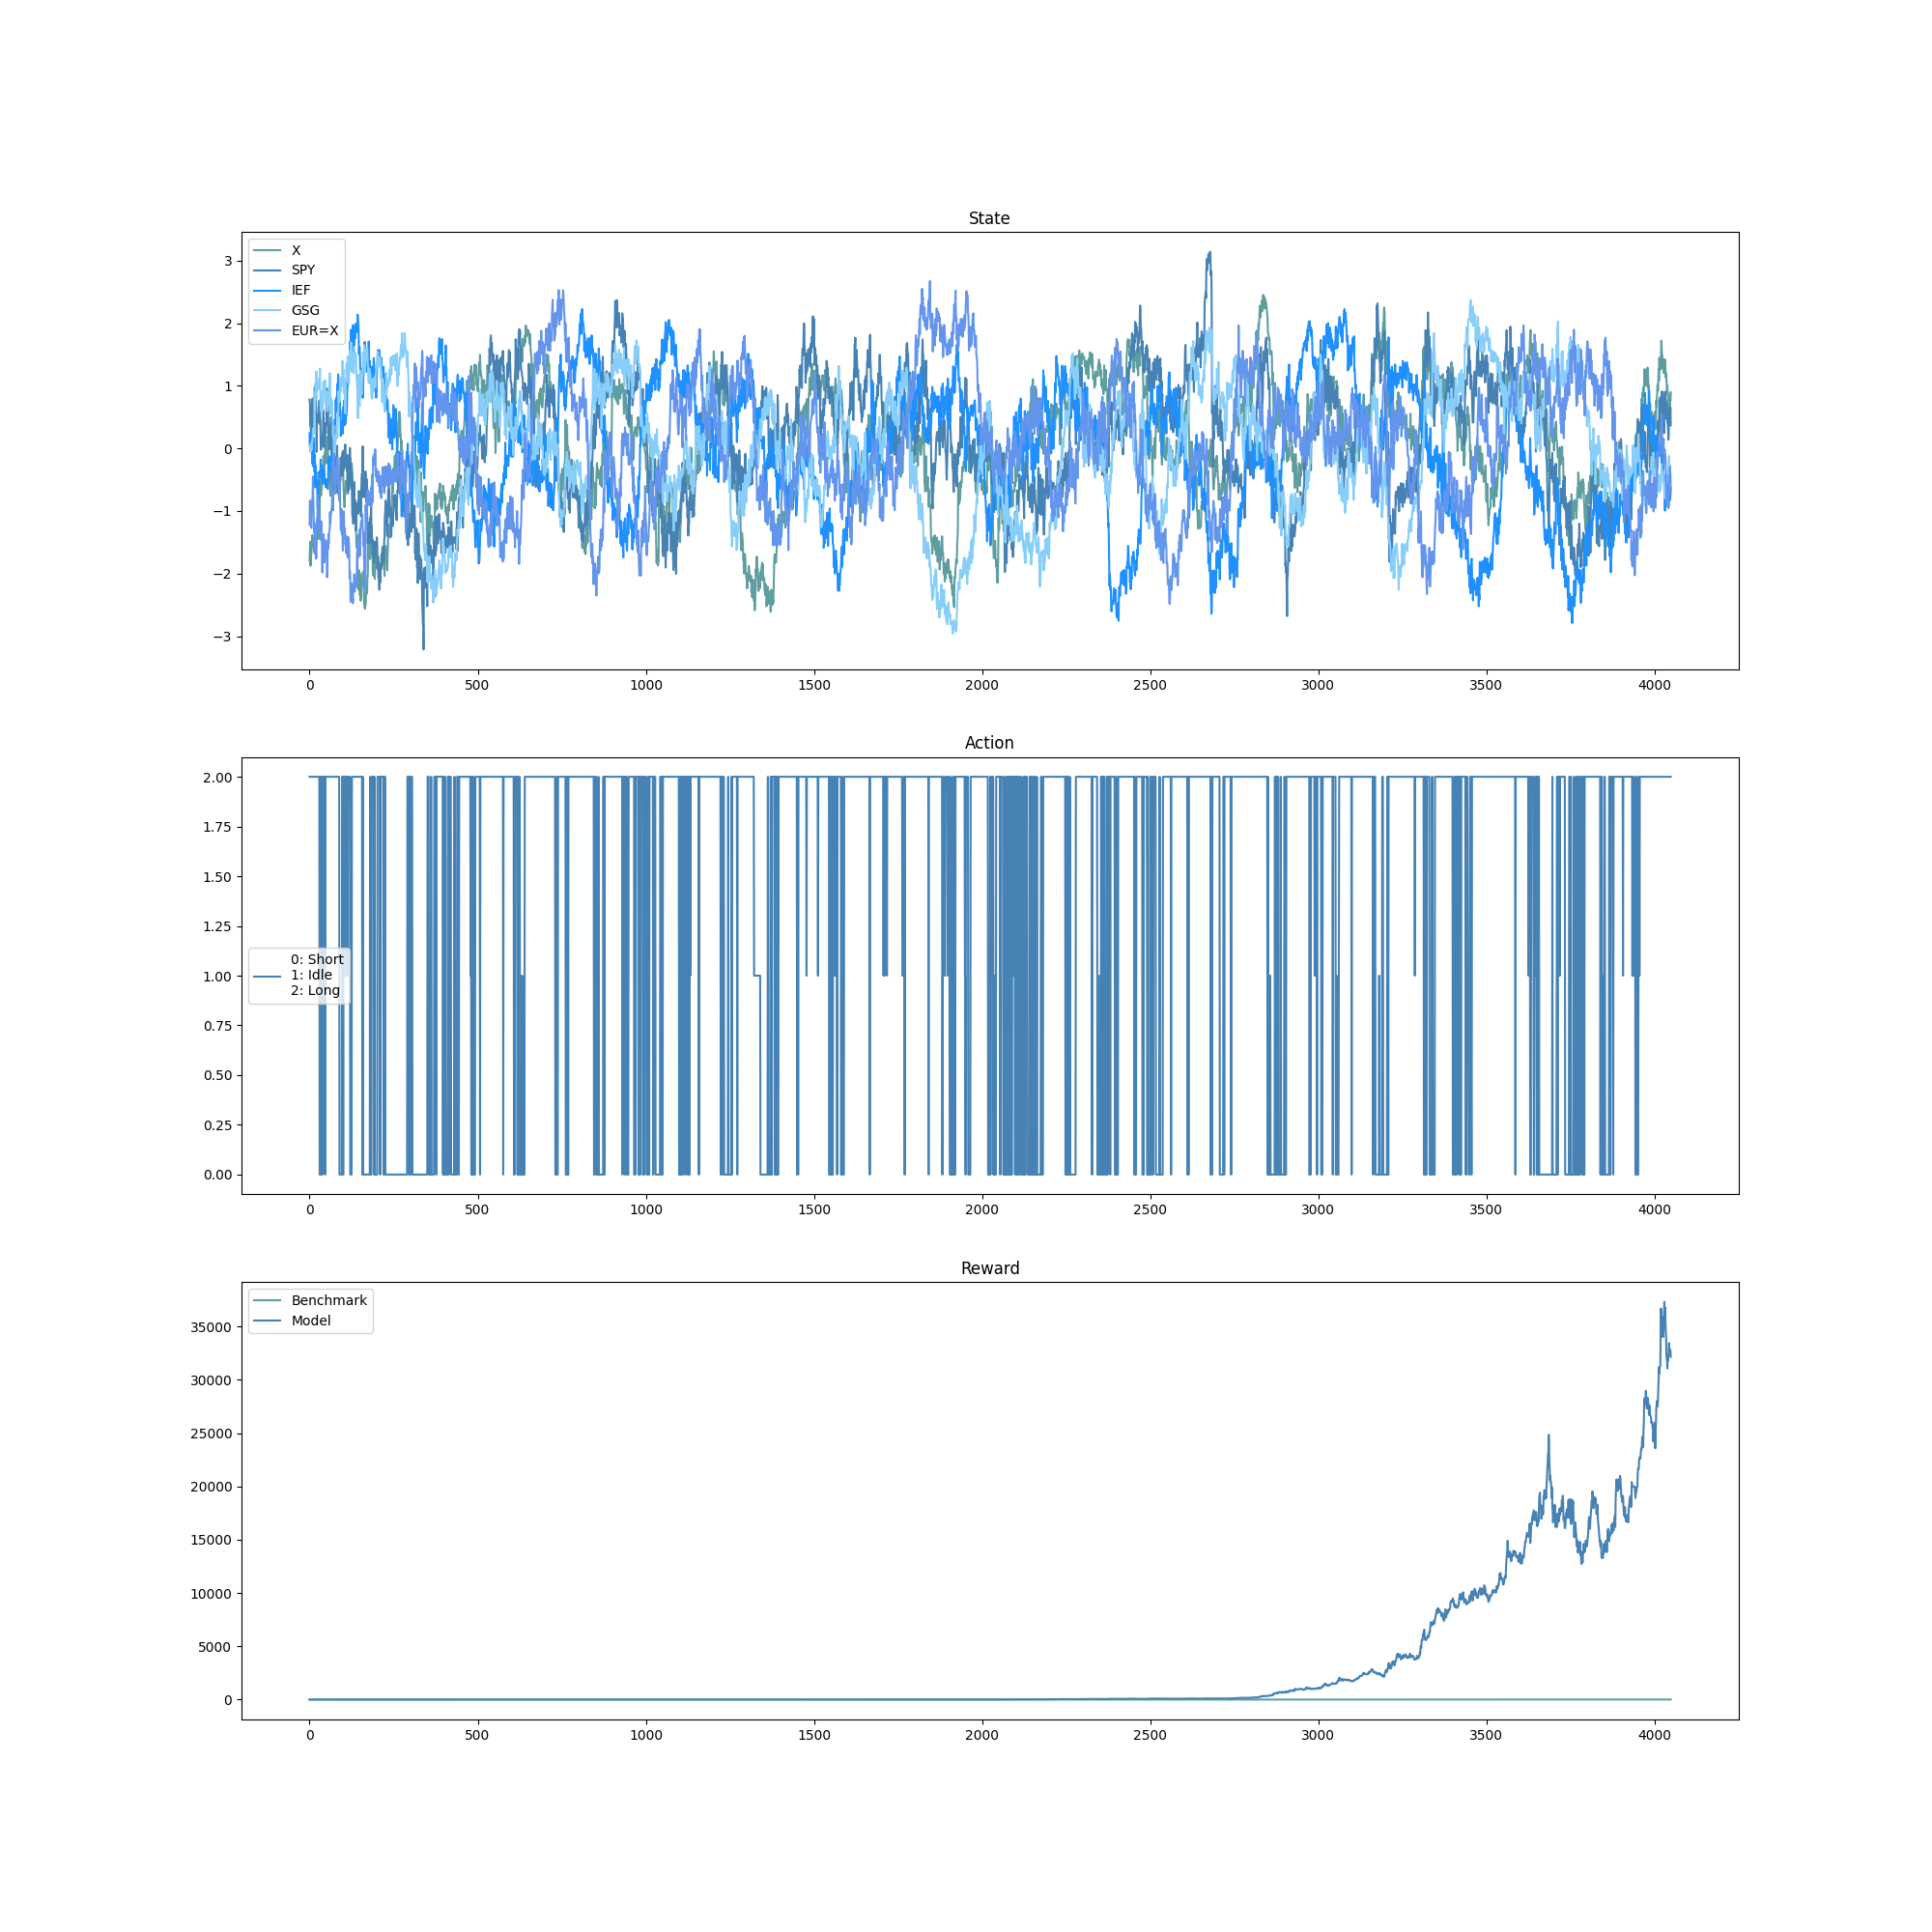 State
X
SPY
IEF
GSG
EUR=X
3
2
1
0
−1
−2
−3
0 500 1000 1500 2000 2500 3000 3500 4000
Action
2.00
1.75
1.50
1.25
1.00
0.75
0.50
0.25
0.00
0: Short
1: Idle
2: Long
0 500 1000 1500 2000 2500 3000 3500 4000
Reward
Benchmark
Model
35000
30000
25000
20000
15000
10000
5000
0
0 500 1000 1500 2000 2500 3000 3500 4000